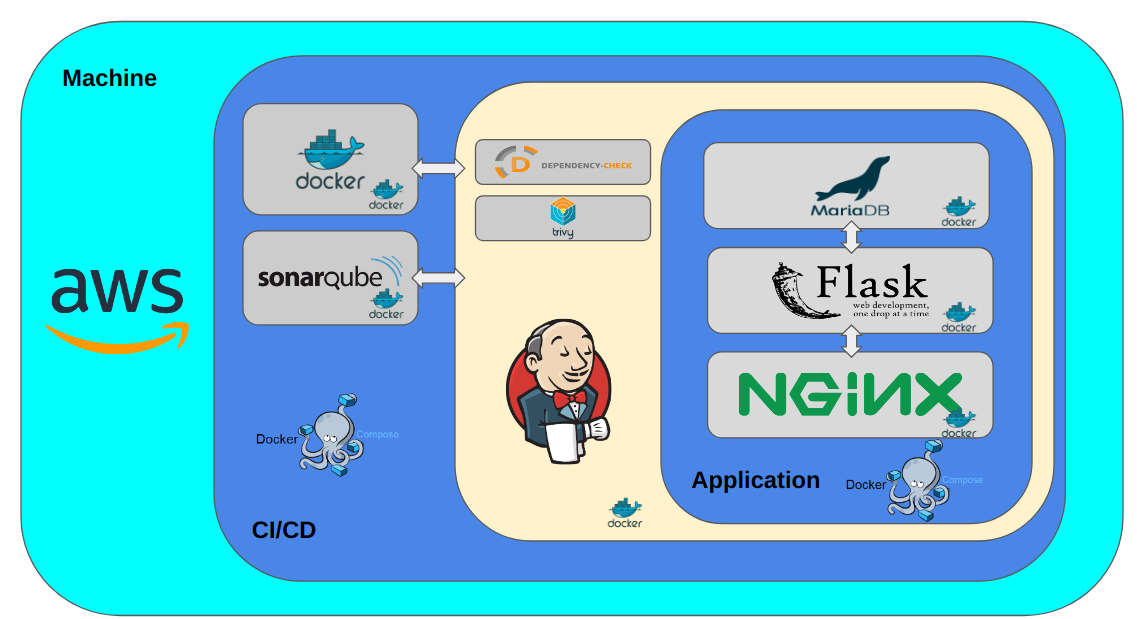 Machine
aws
docker
docker
sonarqube
docker
Docker
Compose
CI/CD
DEPENDENCY-CHECK
trivy
docker
MariaDB
docker
Flask
web development,
one drop at a time
docker
NGiNX
docker
Application
Docker
Compose